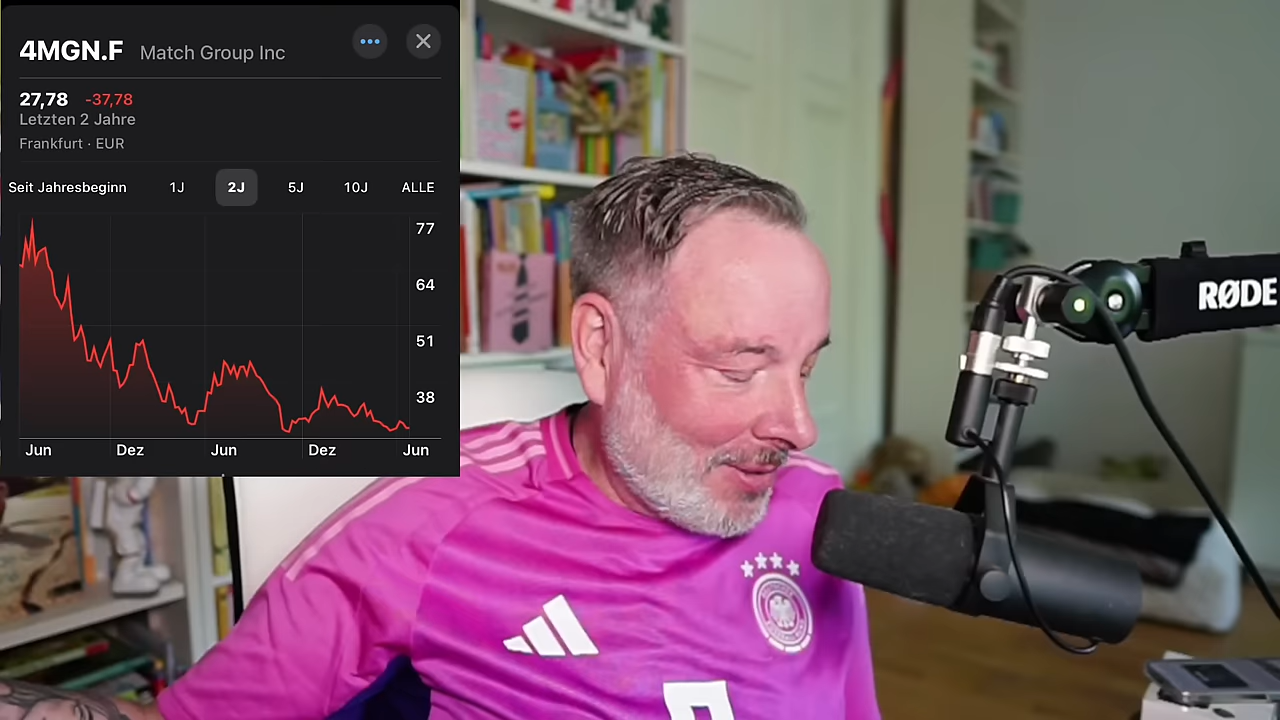 4MGN.F Match Group Inc
27,78 -37,78
Letzten 2 Jahre
Frankfurt · EUR
Seit Jahresbeginn 1J 2J 5J 10J ALLE
77
64
51
38
Jun Dez Jun Dez Jun
RØDE